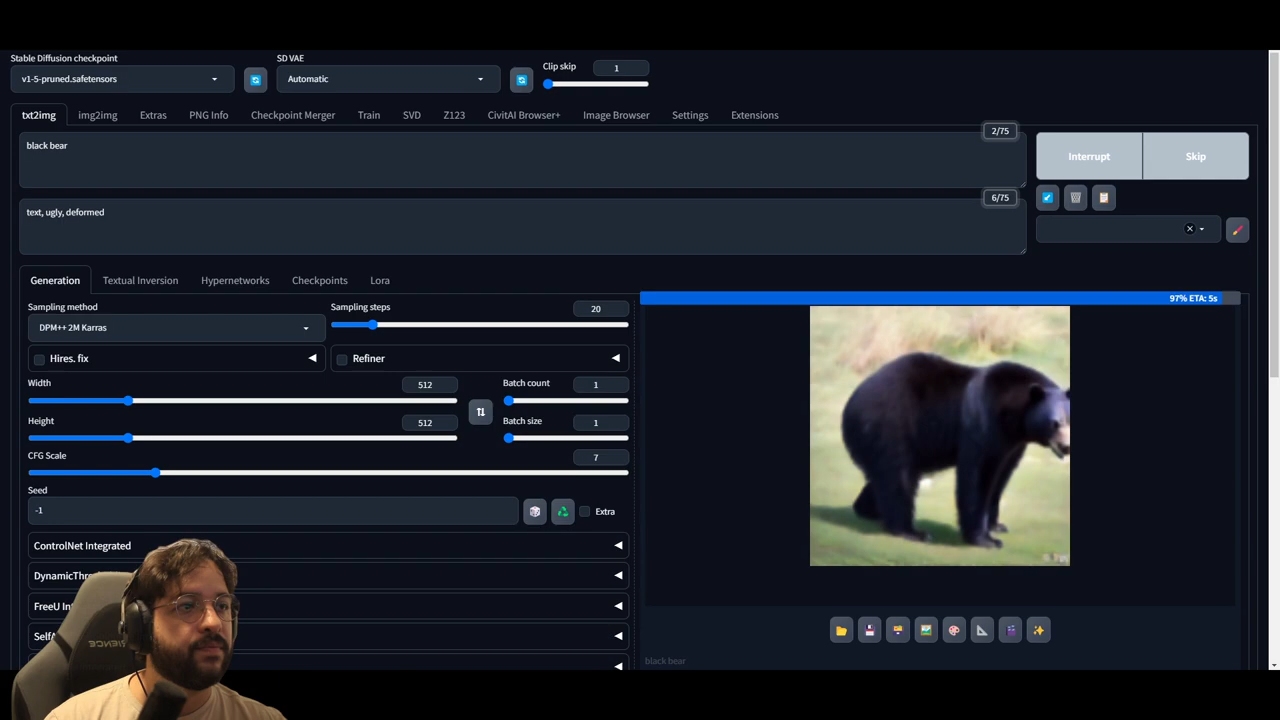 Stable Diffusion checkpoint
SD VAE
Clip skip
1
v1-5-pruned.safetensors
Automatic
txt2img
img2img
Extras
PNG Info
Checkpoint Merger
Train
SVD
Z123
CivitAI Browser+
Image Browser
Settings
Extensions
2/75
black bear
Interrupt
Skip
6/75
text, ugly, deformed
Generation
Textual Inversion
Hypernetworks
Checkpoints
Lora
97% ETA: 5s
Sampling method
Sampling steps
20
DPM++ 2M Karras
Hires. fix
Refiner
Width
512
Batch count
1
Height
512
Batch size
1
CFG Scale
7
Seed
-1
Extra
ControlNet Integrated
FreeU
black bear